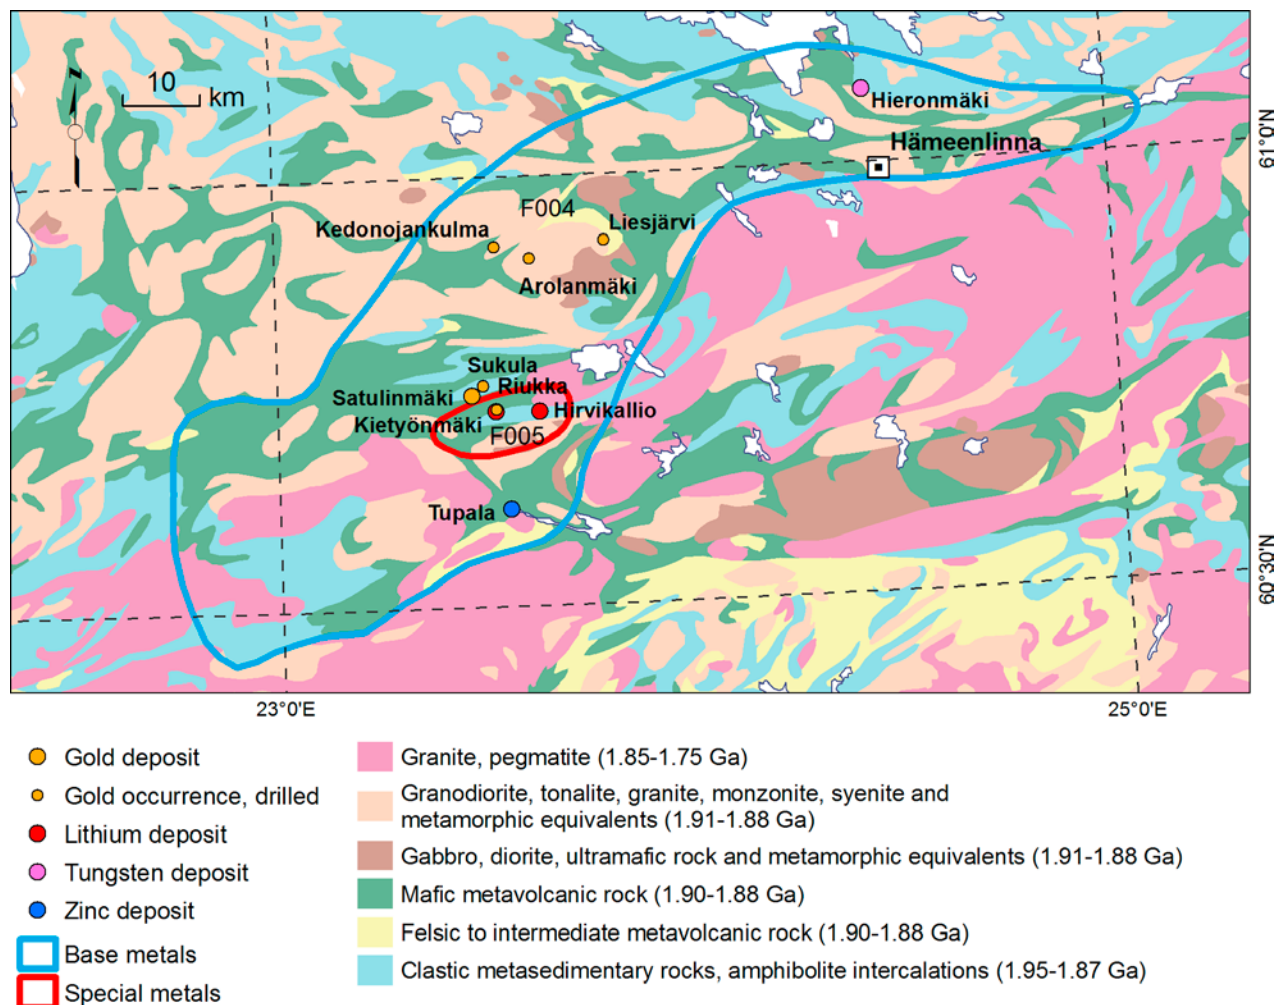 10
km
Hieronmäki
Hämeenlinna
61°0'N
F004
Liesjärvi
Kedonojankulma
Arolanmäki
Sukula
Riukka
Satulinmäki
Hirvikallio
Kietyönmäki
F005
Tupala
60°30'N
23°0'E
25°0'E
Gold deposit
Gold occurrence, drilled
Lithium deposit
Tungsten deposit
Zinc deposit
Base metals
Special metals
Granite, pegmatite (1.85-1.75 Ga)
Granodiorite, tonalite, granite, monzonite, syenite and
metamorphic equivalents (1.91-1.88 Ga)
Gabbro, diorite, ultramafic rock and metamorphic equivalents (1.91-1.88 Ga)
Mafic metavolcanic rock (1.90-1.88 Ga)
Felsic to intermediate metavolcanic rock (1.90-1.88 Ga)
Clastic metasedimentary rocks, amphibolite intercalations (1.95-1.87 Ga)